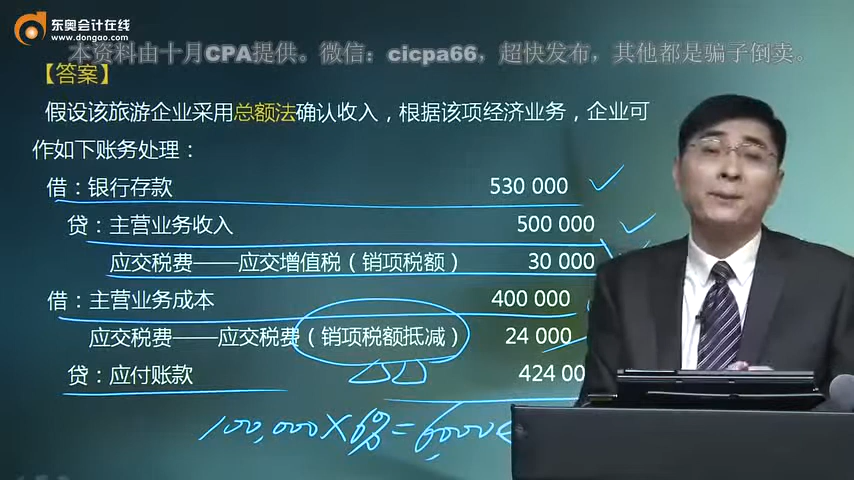 东奥会计在线
www.dongao.com
本资料由十月CPA提供。微信：cicpa66，超快发布，其他都是骗子倒卖。
【答案】
假设该旅游企业采用总额法确认收入，根据该项经济业务，企业可
作如下账务处理：
借：银行存款 530 000
贷：主营业务收入 500 000
应交税费——应交增值税（销项税额） 30 000
借：主营业务成本 400 000
应交税费——应交税费（销项税额抵减） 24 000
贷：应付账款 424 00
100,000×6%=6000